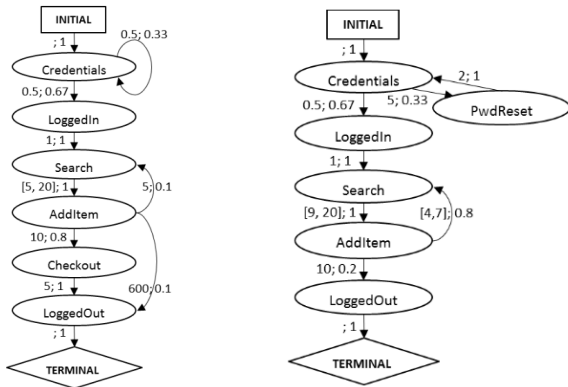 INITIAL
; 1
0.5; 0.33
Credentials
0.5; 0.67
LoggedIn
1; 1
Search
[5, 20]; 1
5; 0.1
AddItem
10; 0.8
Checkout
5; 1
600; 0.1
LoggedOut
; 1
TERMINAL
INITIAL
; 1
Credentials
2; 1
0.5; 0.67
5; 0.33
PwdReset
LoggedIn
1; 1
Search
[9, 20]; 1
[4,7]; 0.8
AddItem
10; 0.2
LoggedOut
; 1
TERMINAL